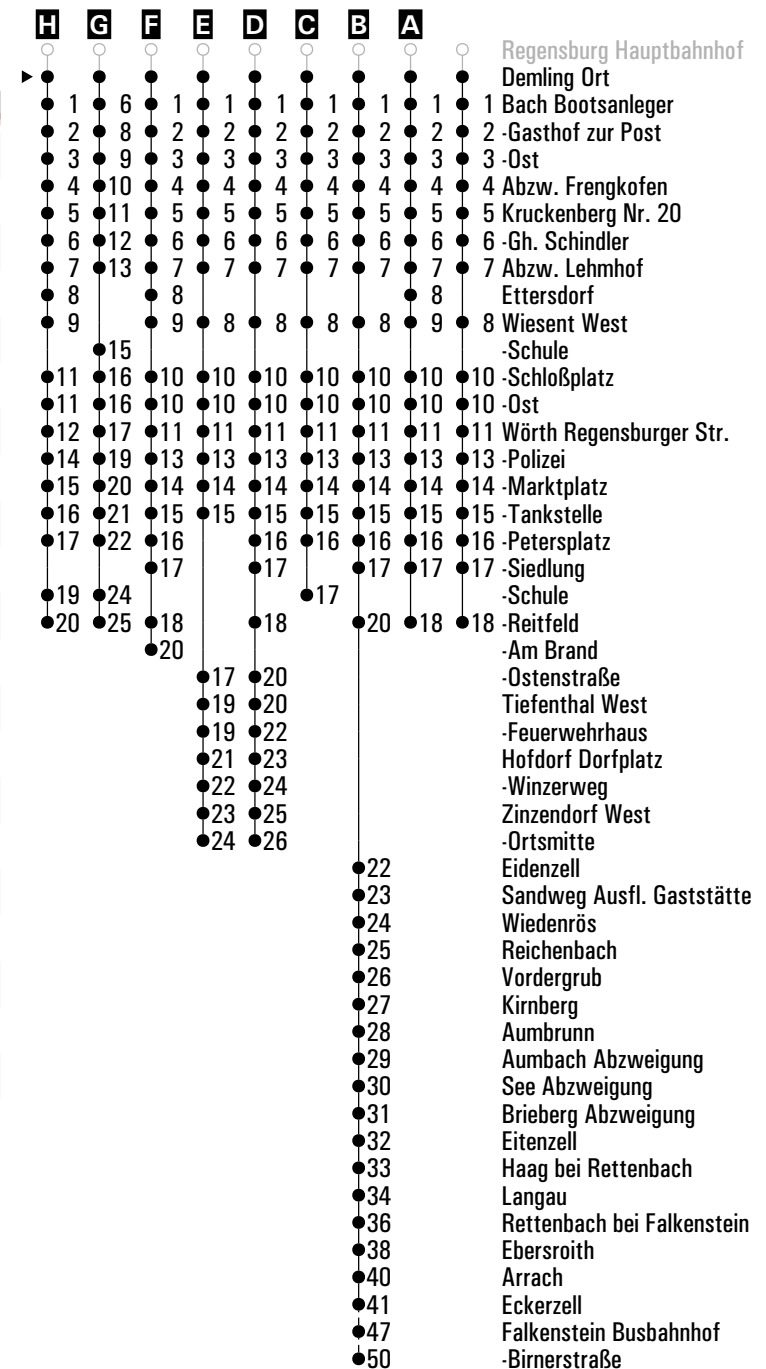 H G F E D C B A
Regensburg Hauptbahnhof
Demling Ort
1 6 1 1 1 1 1 1 1 Bach Bootsanleger
2 8 2 2 2 2 2 2 2 -Gasthof zur Post
3 9 3 3 3 3 3 3 3 -Ost
4 10 4 4 4 4 4 4 4 Abzw. Frengkofen
5 11 5 5 5 5 5 5 5 Kruckenberg Nr. 20
6 12 6 6 6 6 6 6 6 -Gh. Schindler
7 13 7 7 7 7 7 7 7 Abzw. Lehmhof
8 8 8 Ettersdorf
9 9 8 8 8 8 9 8 Wiesent West
15 -Schule
11 16 10 10 10 10 10 10 10 -Schloßplatz
11 16 10 10 10 10 10 10 10 -Ost
12 17 11 11 11 11 11 11 11 Wörth Regensburger Str.
14 19 13 13 13 13 13 13 13 -Polizei
15 20 14 14 14 14 14 14 14 -Marktplatz
16 21 15 15 15 15 15 15 15 -Tankstelle
17 22 16 16 16 16 16 16 -Petersplatz
17 17 17 17 17 -Siedlung
19 24 17 -Schule
20 25 18 18 20 18 18 -Reitfeld
20 -Am Brand
17 20 -Ostenstraße
19 20 Tiefenthal West
19 22 -Feuerwehrhaus
21 23 Hofdorf Dorfplatz
22 24 -Winzerweg
23 25 Zinzendorf West
24 26 -Ortsmitte
22 Eidenzell
23 Sandweg Ausfl. Gaststätte
24 Wiedenrös
25 Reichenbach
26 Vordergrub
27 Kirnberg
28 Aumbrunn
29 Aumbach Abzweigung
30 See Abzweigung
31 Brieberg Abzweigung
32 Eitenzell
33 Haag bei Rettenbach
34 Langau
36 Rettenbach bei Falkenstein
38 Ebersroith
40 Arrach
41 Eckerzell
47 Falkenstein Busbahnhof
50 -Birnerstraße